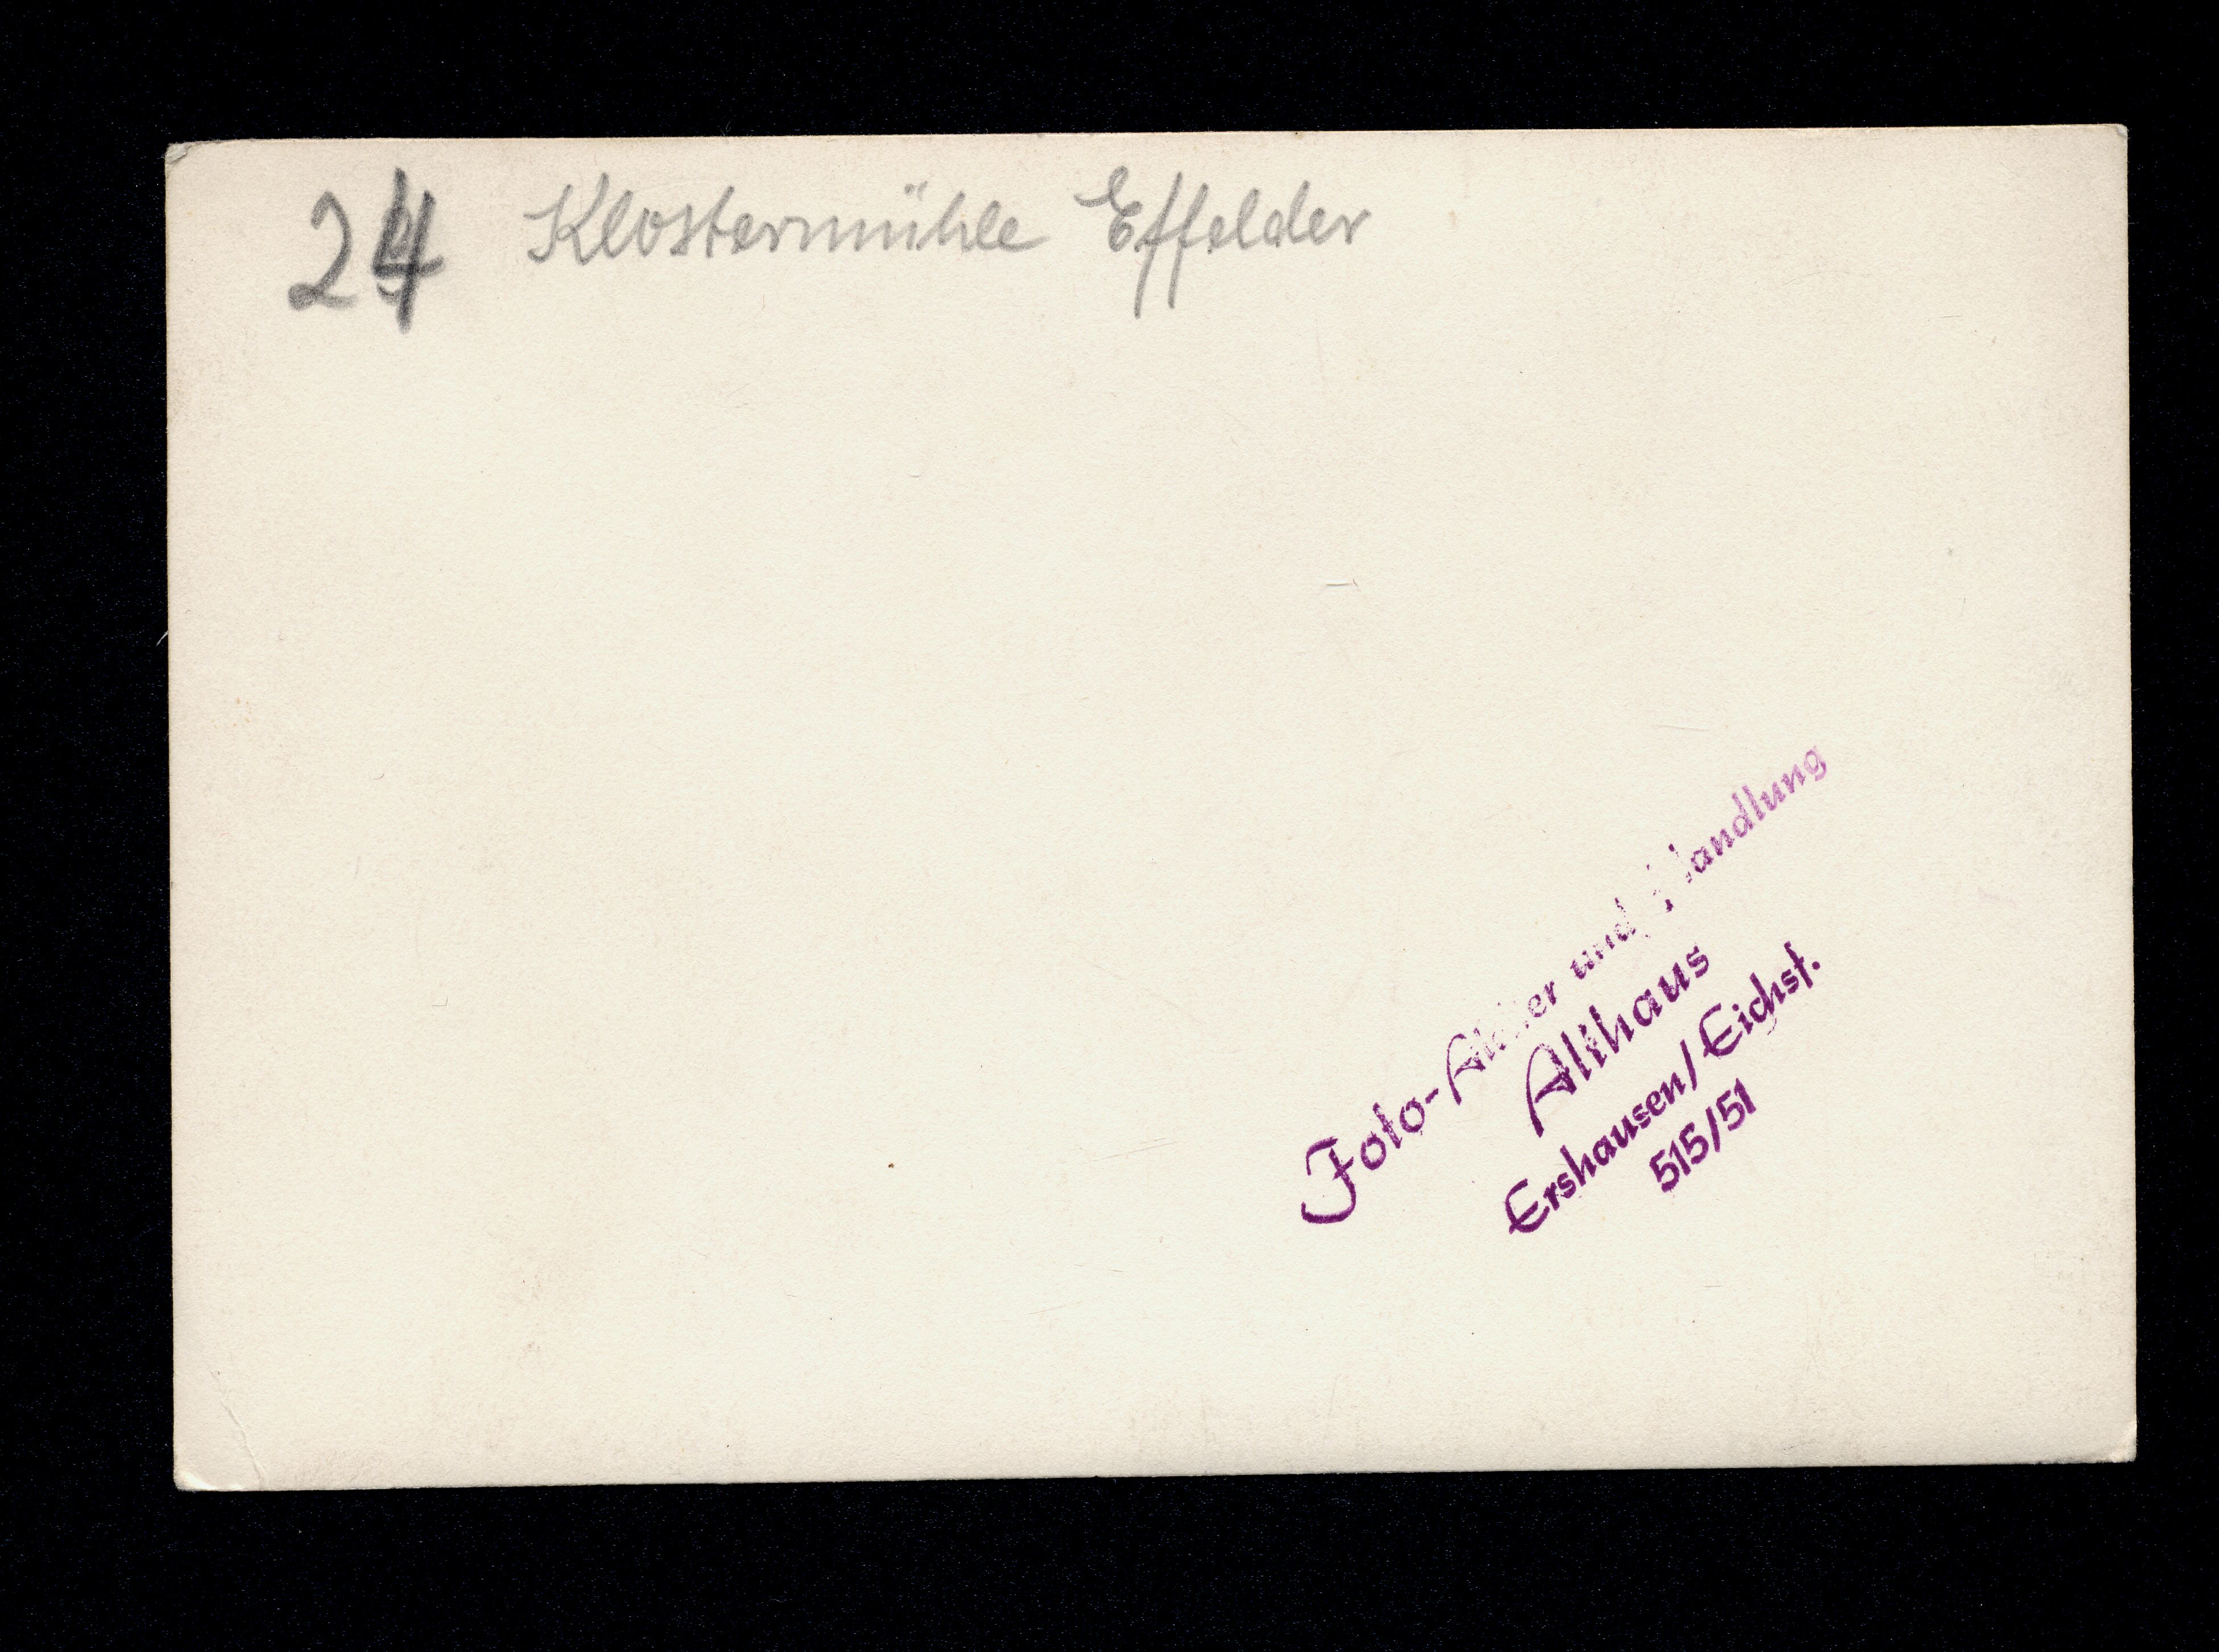 24 Klostermühle Effelder
Foto-Atelier und Handlung
Althaus
Ershausen/Eichsf.
515/51